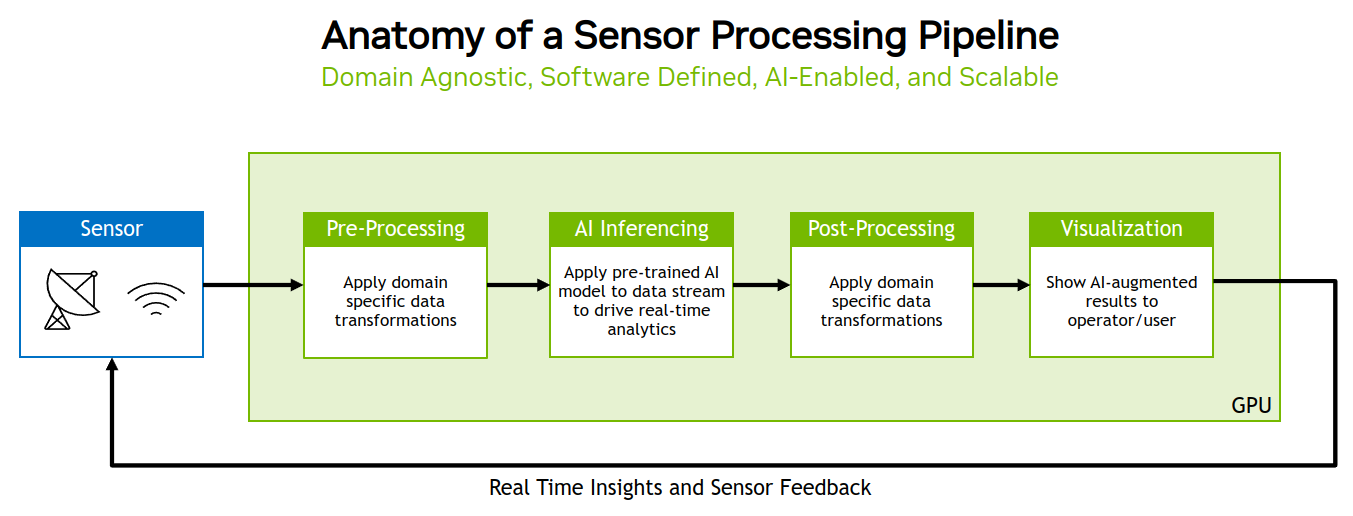 Anatomy of a Sensor Processing Pipeline
Domain Agnostic, Software Defined, AI-Enabled, and Scalable
Sensor
Pre-Processing
Apply domain
specific data
transformations
AI Inferencing
Apply pre-trained AI
model to data stream
to drive real-time
analytics
Post-Processing
Apply domain
specific data
transformations
Visualization
Show AI-augmented
results to
operator/user
GPU
Real Time Insights and Sensor Feedback